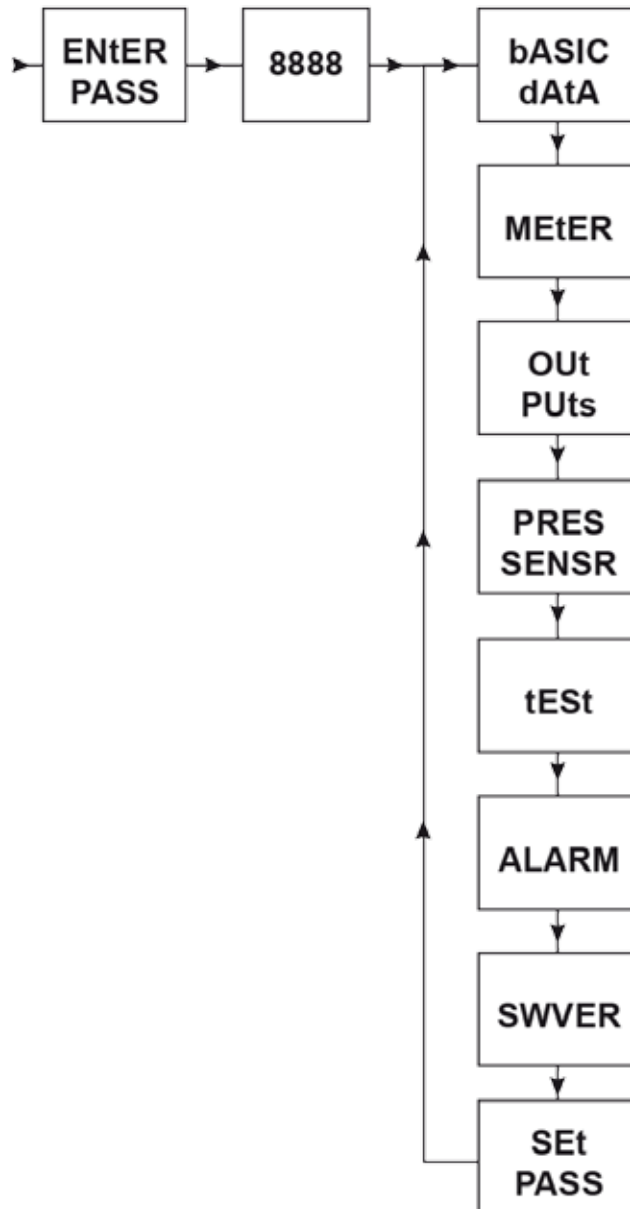 ENtER
PASS
8888
bASIC
dAtA
MEtER
OUt
PUts
PRES
SENSR
tESt
ALARM
SWVER
SEt
PASS